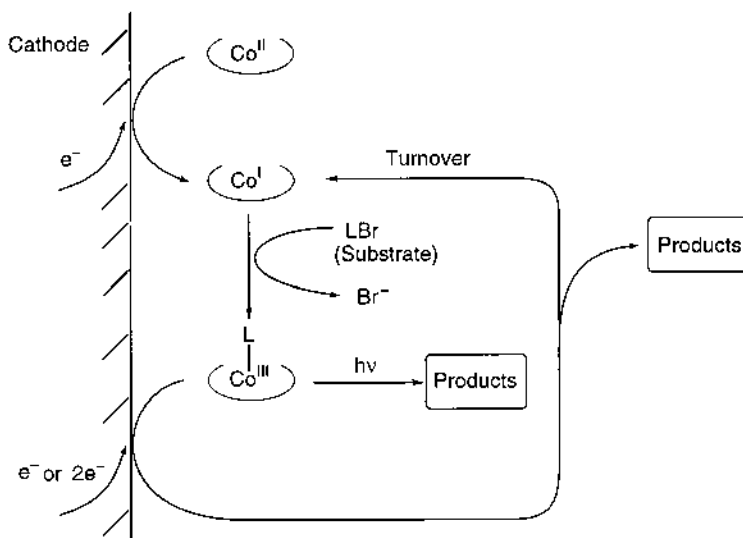 Cathode
Co^II
e^-
Co^I
Turnover
LBr
(Substrate)
Br^-
Products
L
Co^III
hν
Products
e^- or 2e^-